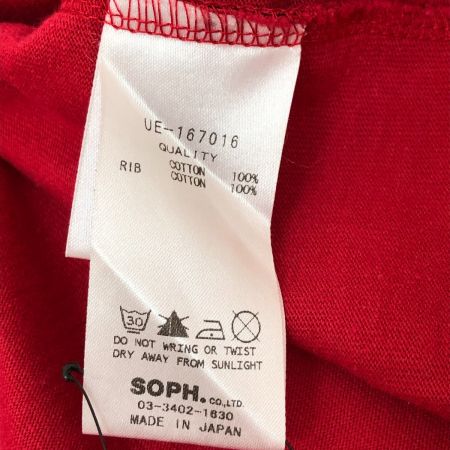 UE-167016
QUALITY
COTTON 100%
RIB COTTON 100%
30
DO NOT WRING OR TWIST
DRY AWAY FROM SUNLIGHT
SOPH.CO.,LTD.
03-3402-1630
MADE IN JAPAN